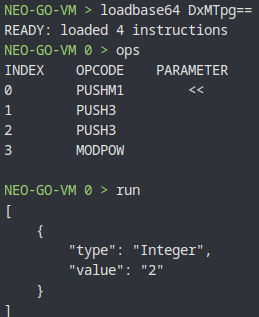 NEO-GO-VM > loadbase64 DxMTpg==
READY: loaded 4 instructions
NEO-GO-VM 0 > ops
INDEX    OPCODE    PARAMETER
0        PUSHM1        <<
1        PUSH3
2        PUSH3
3        MODPOW
NEO-GO-VM 0 > run
[
    {
        "type": "Integer",
        "value": "2"
    }
]